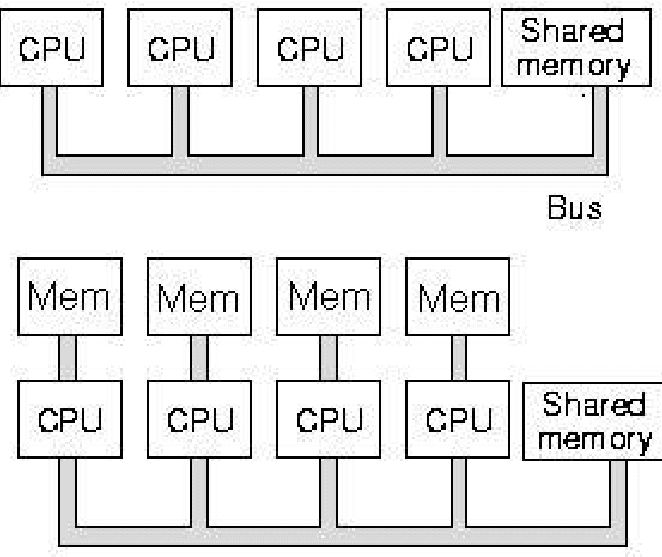 CPU CPU CPU CPU Shared
memory
Bus
Mem Mem Mem Mem
CPU CPU CPU CPU Shared
memory